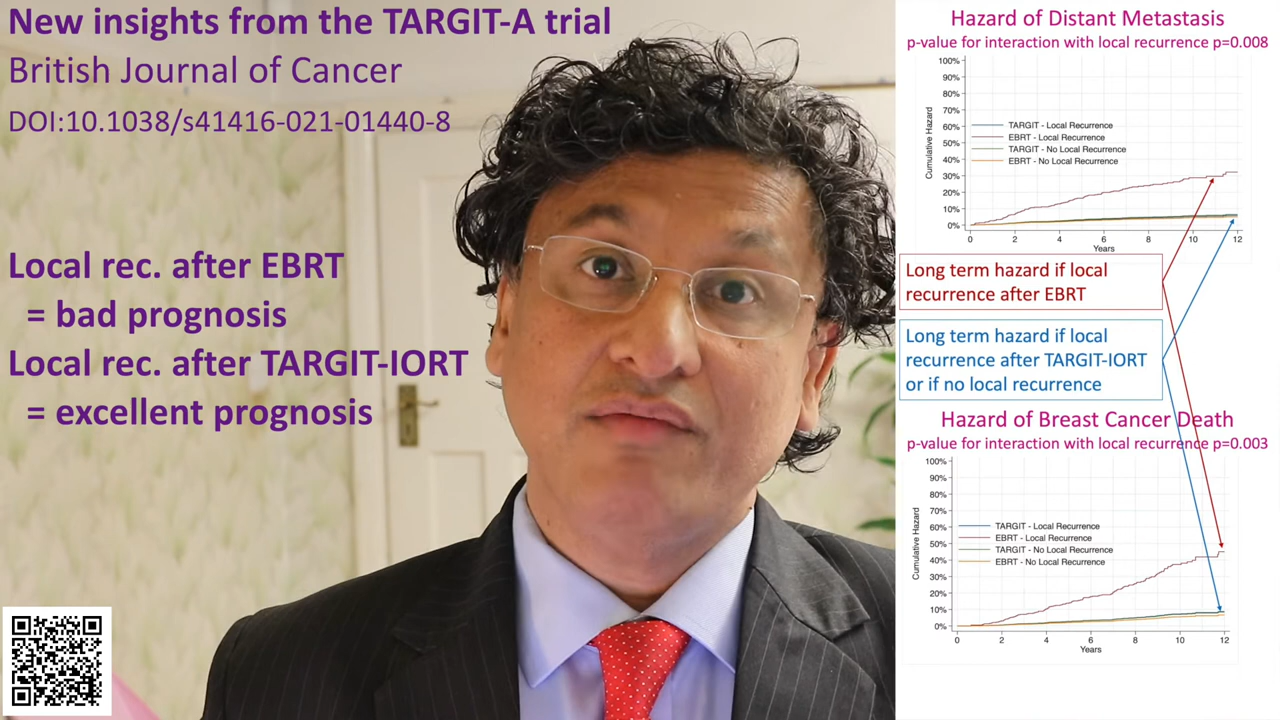 New insights from the TARGIT-A trial
British Journal of Cancer
DOI:10.1038/s41416-021-01440-8
Local rec. after EBRT
= bad prognosis
Local rec. after TARGIT-IORT
= excellent prognosis
Hazard of Distant Metastasis
p-value for interaction with local recurrence p=0.008
100%
90%
80%
70%
60%
50%
40%
30%
20%
10%
0%
Cumulative Hazard
TARGIT - Local Recurrence
EBRT - Local Recurrence
TARGIT - No Local Recurrence
EBRT - No Local Recurrence
0 2 4 6 8 10 12
Years
Long term hazard if local
recurrence after EBRT
Long term hazard if local
recurrence after TARGIT-IORT
or if no local recurrence
Hazard of Breast Cancer Death
p-value for interaction with local recurrence p=0.003
100%
90%
80%
70%
60%
50%
40%
30%
20%
10%
0%
Cumulative Hazard
TARGIT - Local Recurrence
EBRT - Local Recurrence
TARGIT - No Local Recurrence
EBRT - No Local Recurrence
0 2 4 6 8 10 12
Years